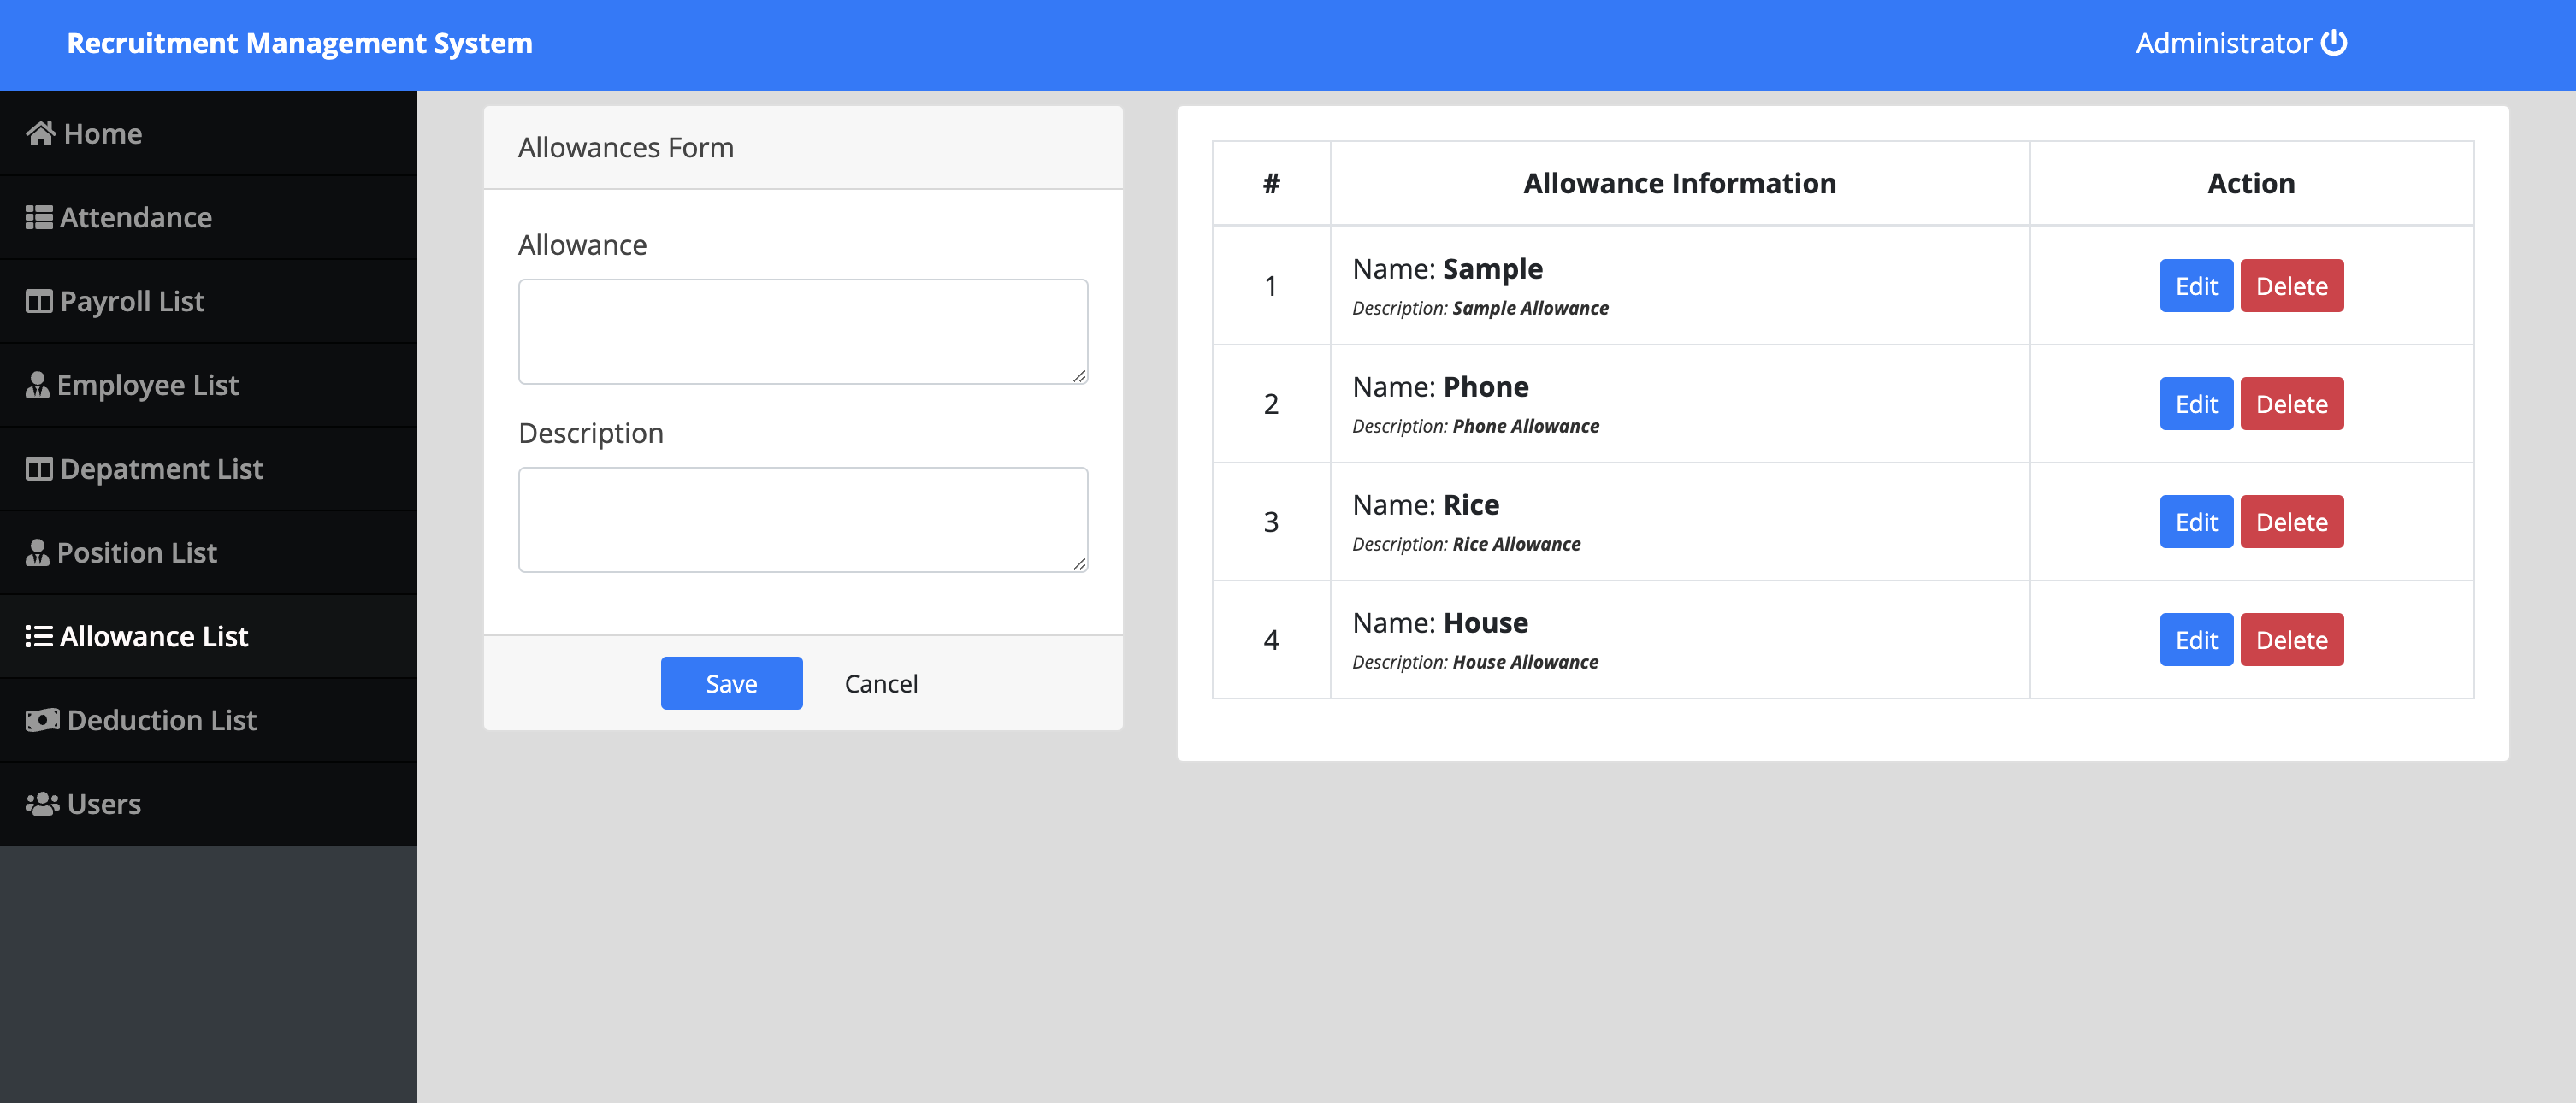 Recruitment Management System
Administrator
Home
Attendance
Payroll List
Employee List
Depatment List
Position List
Allowance List
Deduction List
Users
Allowances Form
Allowance
Description
Save Cancel
# Allowance Information Action
1 Name: Sample Edit Delete
Description: Sample Allowance
2 Name: Phone Edit Delete
Description: Phone Allowance
3 Name: Rice Edit Delete
Description: Rice Allowance
4 Name: House Edit Delete
Description: House Allowance